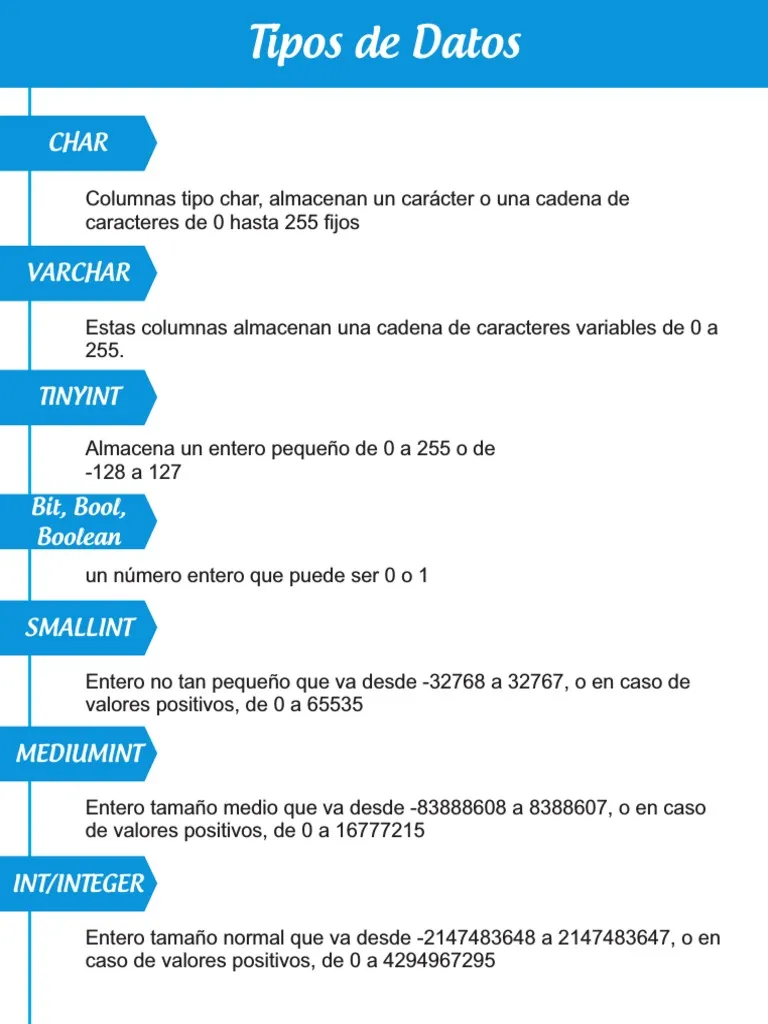 Tipos de Datos
CHAR
Columnas tipo char, almacenan un carácter o una cadena de
caracteres de 0 hasta 255 fijos
VARCHAR
Estas columnas almacenan una cadena de caracteres variables de 0 a
255.
TINYINT
Almacena un entero pequeño de 0 a 255 o de
-128 a 127
Bit, Bool,
Boolean
un número entero que puede ser 0 o 1
SMALLINT
Entero no tan pequeño que va desde -32768 a 32767, o en caso de
valores positivos, de 0 a 65535
MEDIUMINT
Entero tamaño medio que va desde -83888608 a 8388607, o en caso
de valores positivos, de 0 a 16777215
INT/INTEGER
Entero tamaño normal que va desde -2147483648 a 2147483647, o en
caso de valores positivos, de 0 a 4294967295